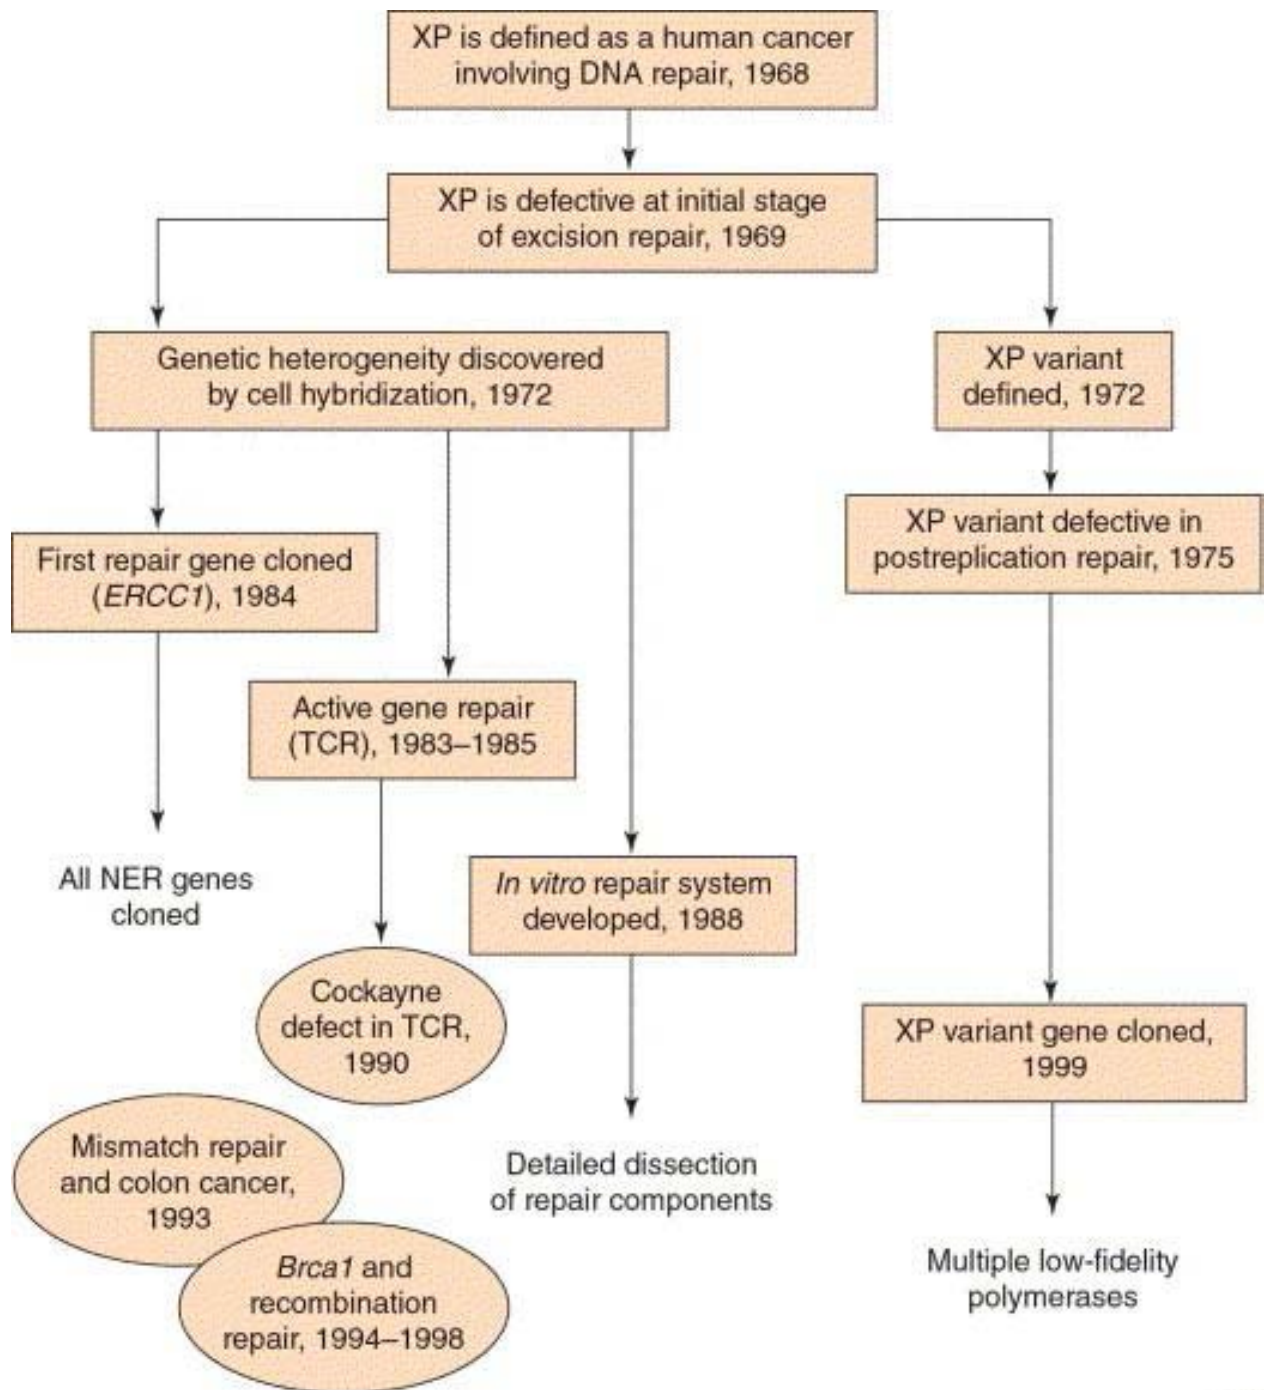 XP is defined as a human cancer
involving DNA repair, 1968
XP is defective at initial stage
of excision repair, 1969
Genetic heterogeneity discovered
by cell hybridization, 1972
XP variant
defined, 1972
First repair gene cloned
(ERCC1), 1984
XP variant defective in
postreplication repair, 1975
Active gene repair
(TCR), 1983–1985
All NER genes
cloned
In vitro repair system
developed, 1988
Cockayne
defect in TCR,
1990
XP variant gene cloned,
1999
Mismatch repair
and colon cancer,
1993
Detailed dissection
of repair components
Brca1 and
recombination
repair, 1994–1998
Multiple low-fidelity
polymerases